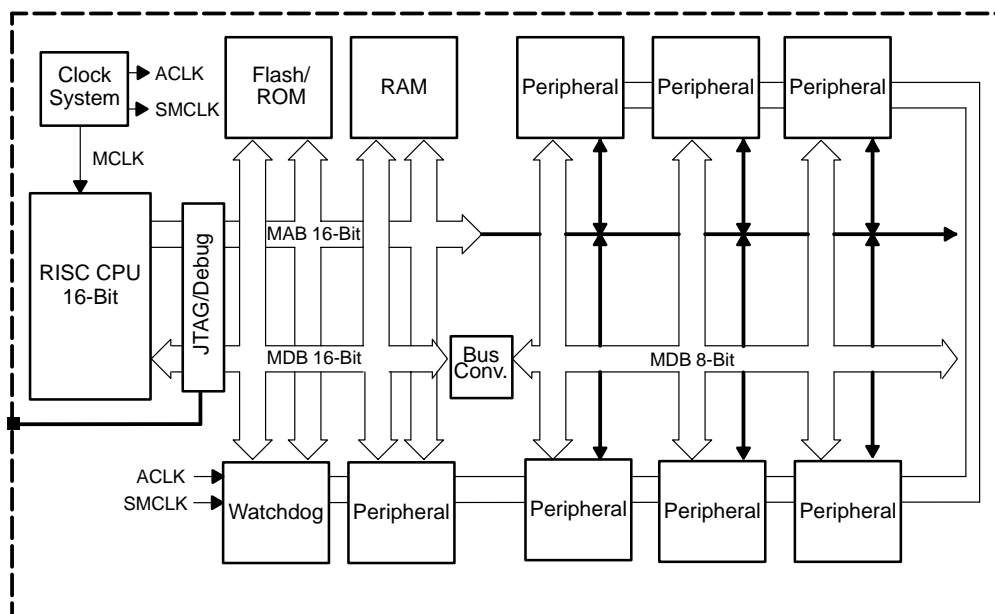 Clock
System
ACLK
SMCLK
MCLK
Flash/
ROM
RAM
Peripheral
Peripheral
Peripheral
RISC CPU
16-Bit
JTAG/Debug
MAB 16-Bit
MDB 16-Bit
Bus
Conv.
MDB 8-Bit
ACLK
SMCLK
Watchdog
Peripheral
Peripheral
Peripheral
Peripheral